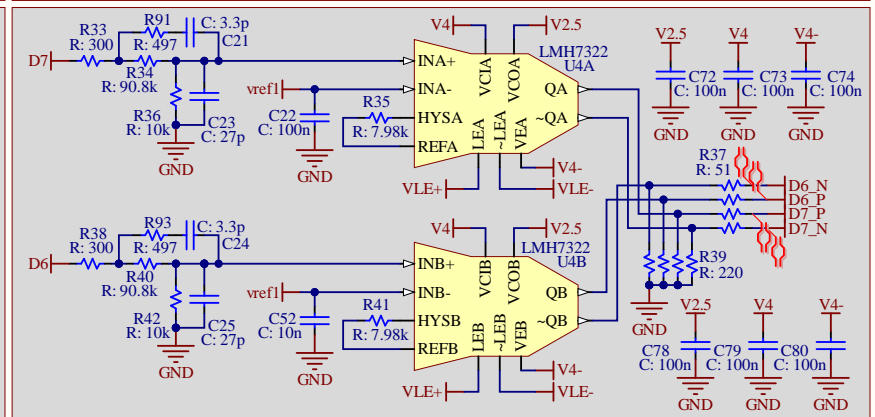 R91
C: 3.3p
C21
R33
R: 300
R: 497
D7
R34
R: 90.8k
R36
R: 10k
C23
C: 27p
GND
vref1
C22
C: 100n
GND
R35
R: 7.98k
V4
V2.5
LMH7322
U4A
INA+
INA-
HYSA
REFA
VCIA
VCOA
QA
~QA
LEA
~LEA
VEA
V4-
VLE+
VLE-
V2.5
V4
V4-
C72
C: 100n
C73
C: 100n
C74
C: 100n
GND
GND
GND
R37
R: 51
D6_N
D6_P
D7_P
D7_N
R39
R: 220
GND
R93
C: 3.3p
C24
R38
R: 300
R: 497
D6
R40
R: 90.8k
R42
R: 10k
C25
C: 27p
GND
vref1
C52
C: 10n
GND
R41
R: 7.98k
V4
V2.5
LMH7322
U4B
INB+
INB-
HYSB
REFB
VCIB
VCOB
QB
~QB
LEB
~LEB
VEB
V4-
VLE+
VLE-
V2.5
V4
V4-
C78
C: 100n
C79
C: 100n
C80
C: 100n
GND
GND
GND